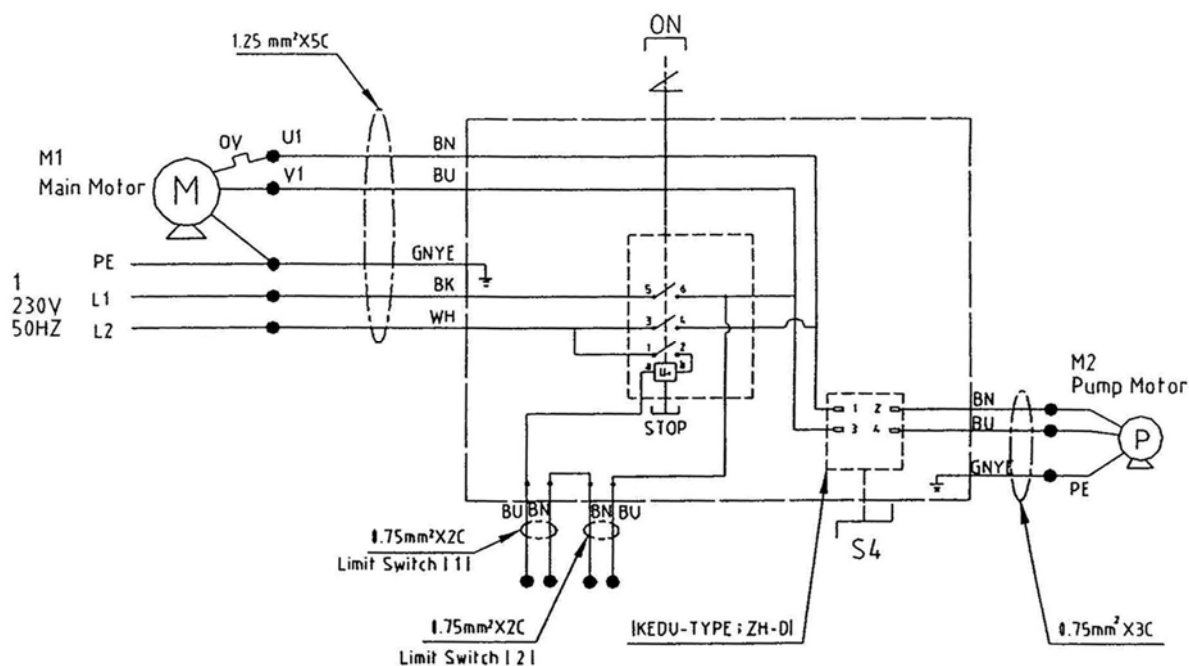 ON
1.25 mm²X5C
M1
Main Motor
M
OV
U1
V1
BN
BU
PE
GNYE
1
230V
50HZ
L1
BK
L2
WH
5 6
3 4
1 2
a U< b
STOP
M2
Pump Motor
P
1 2
3 4
BN
BU
GNYE
PE
S4
BU BN BN BU
0.75mm²X2C
Limit Switch |1|
0.75mm²X2C
Limit Switch |2|
|KEDU-TYPE:ZH-D|
0.75mm²X3C